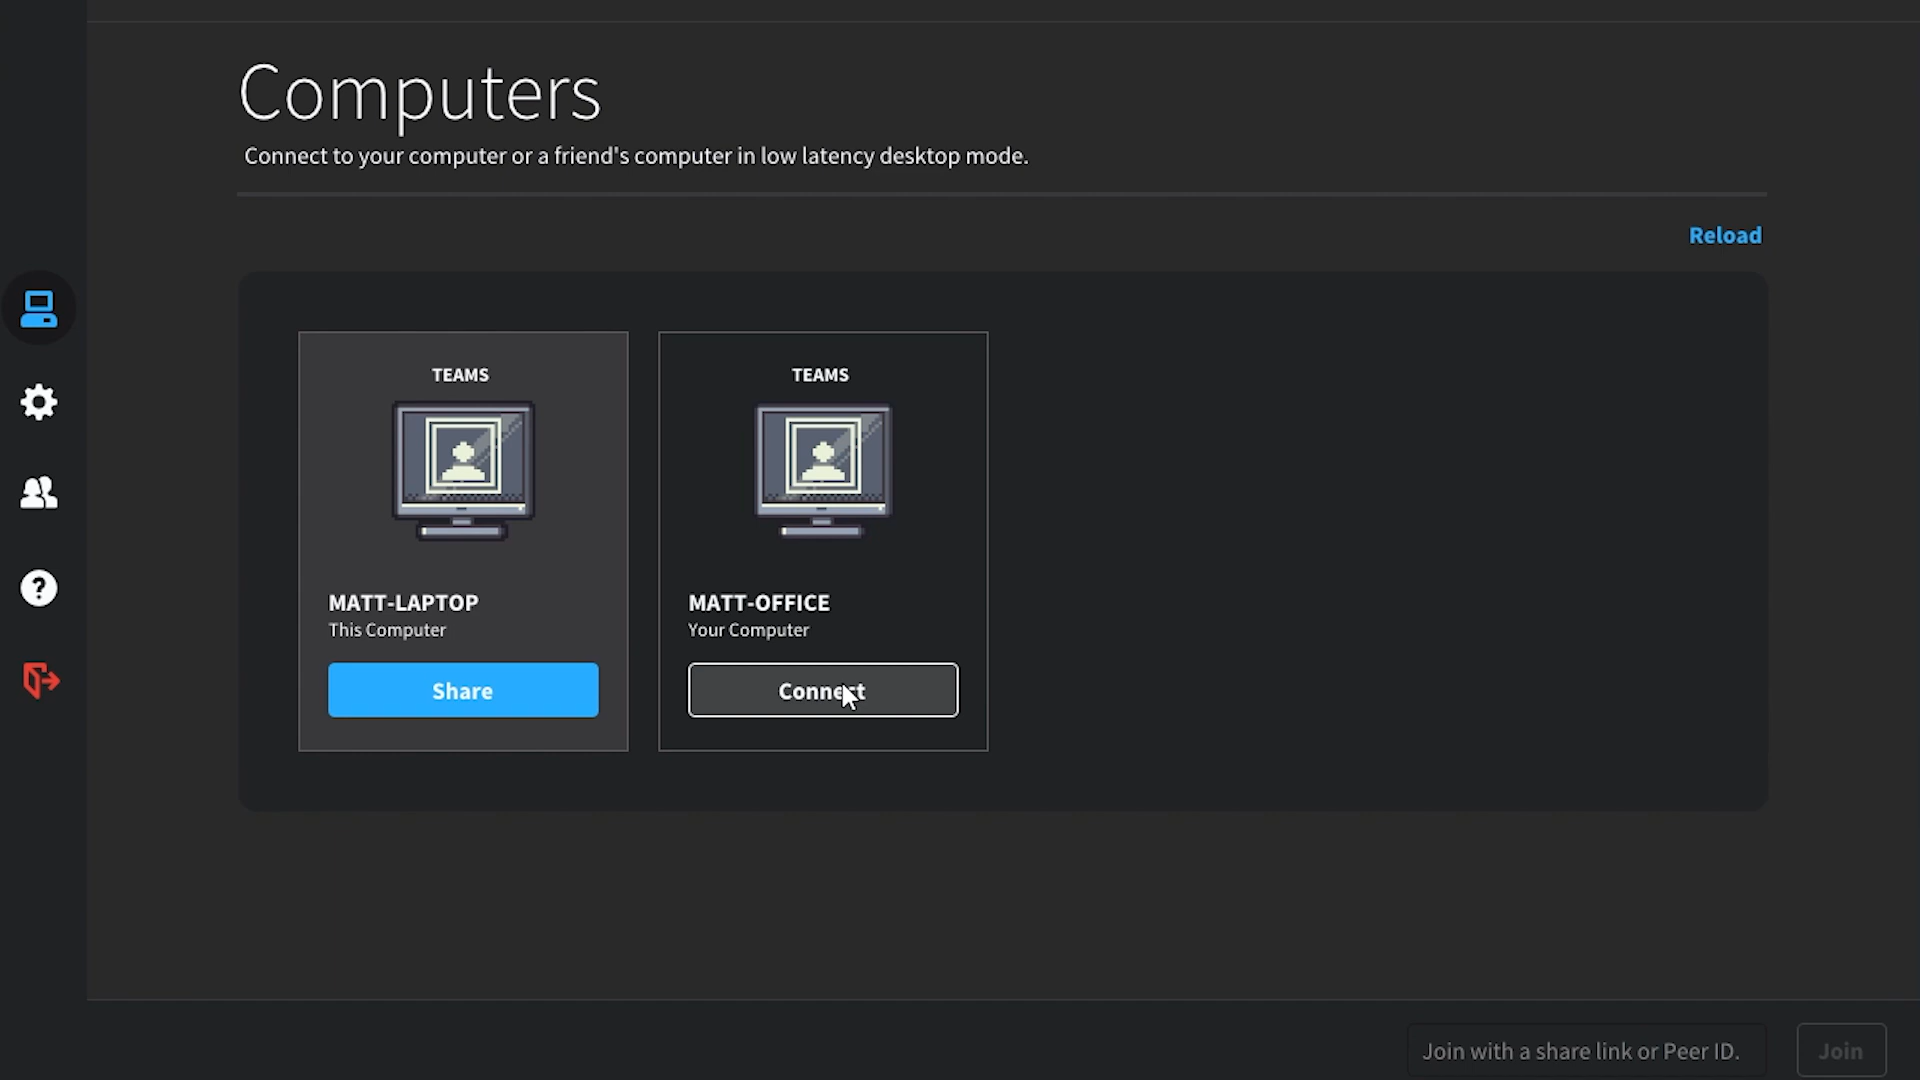 Computers
Connect to your computer or a friend's computer in low latency desktop mode.
Reload
TEAMS
MATT-LAPTOP
This Computer
Share
TEAMS
MATT-OFFICE
Your Computer
Connect
Join with a share link or Peer ID.
Join